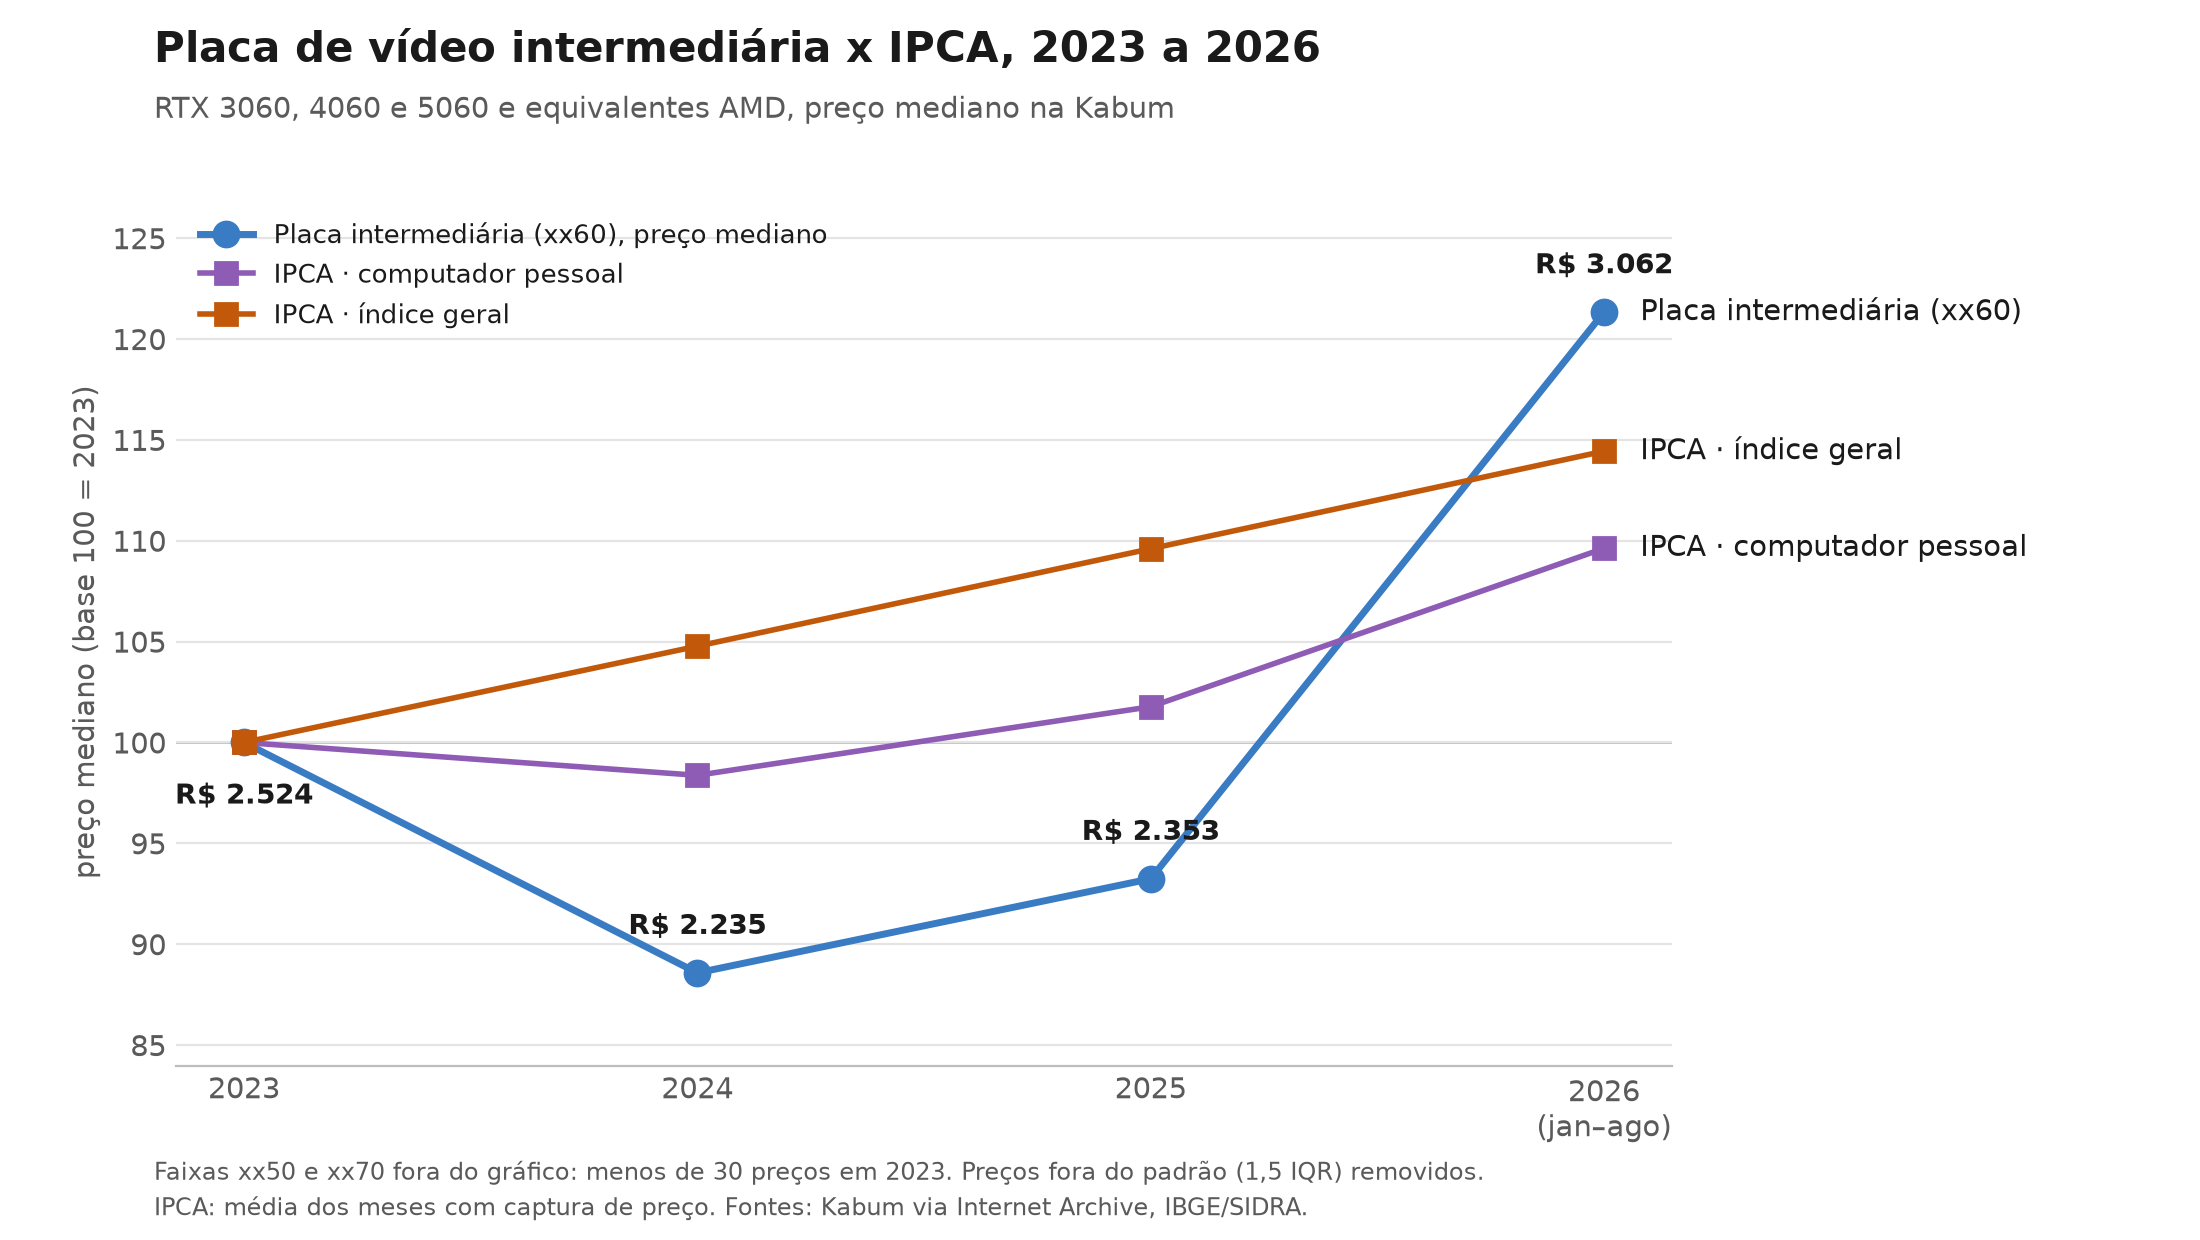 Placa de vídeo intermediária x IPCA, 2023 a 2026
RTX 3060, 4060 e 5060 e equivalentes AMD, preço mediano na Kabum
Placa intermediária (xx60), preço mediano
IPCA · computador pessoal
IPCA · índice geral
preço mediano (base 100 = 2023)
125
120
115
110
105
100
95
90
85
R$ 2.524
R$ 2.235
R$ 2.353
R$ 3.062
Placa intermediária (xx60)
IPCA · índice geral
IPCA · computador pessoal
2023
2024
2025
2026
(jan–ago)
Faixas xx50 e xx70 fora do gráfico: menos de 30 preços em 2023. Preços fora do padrão (1,5 IQR) removidos.
IPCA: média dos meses com captura de preço. Fontes: Kabum via Internet Archive, IBGE/SIDRA.